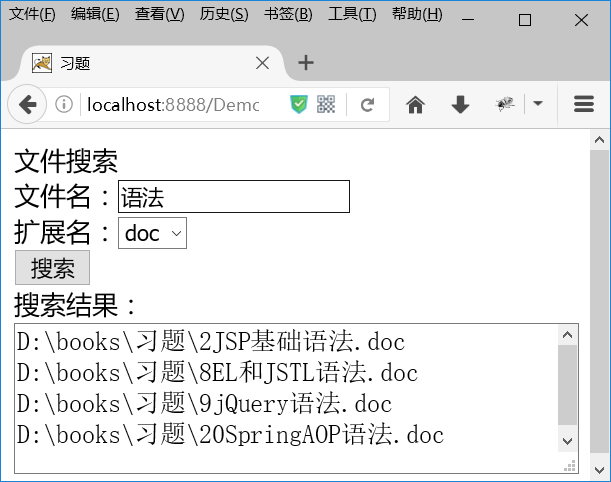 文件(F) 编辑(E) 查看(V) 历史(S) 书签(B) 工具(T) 帮助(H)
习题
localhost:8888/Demo
文件搜索
文件名：语法
扩展名：doc
搜索
搜索结果：
D:\books\习题\2JSP基础语法.doc
D:\books\习题\8EL和JSTL语法.doc
D:\books\习题\9jQuery语法.doc
D:\books\习题\20SpringAOP语法.doc